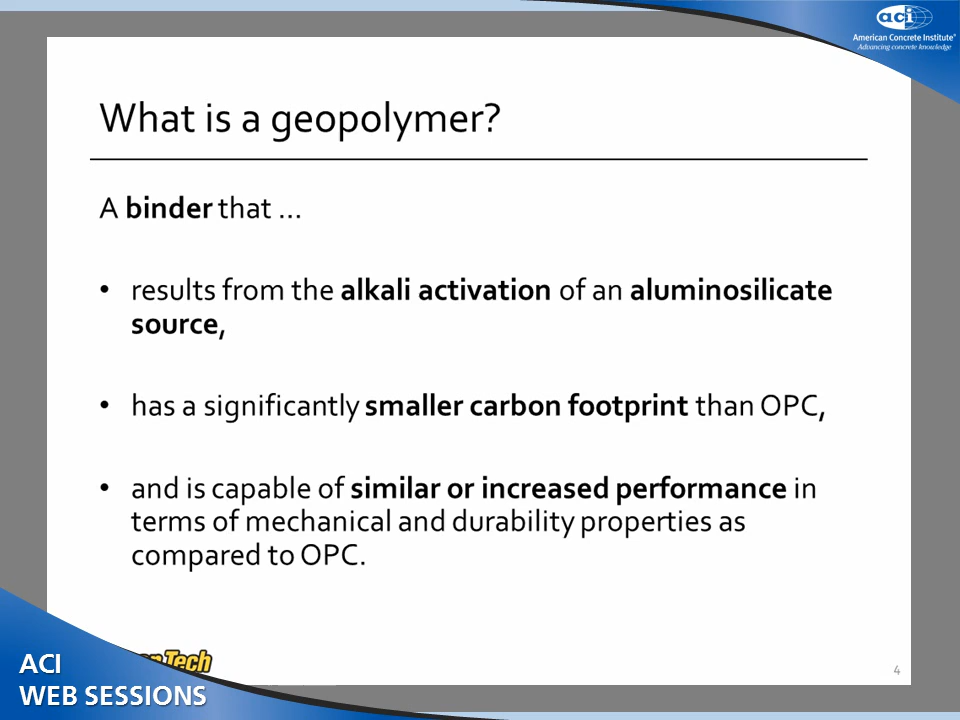 aci
American Concrete Institute®
Advancing concrete knowledge
What is a geopolymer?
A binder that ...
• results from the alkali activation of an aluminosilicate
source,
• has a significantly smaller carbon footprint than OPC,
• and is capable of similar or increased performance in
terms of mechanical and durability properties as
compared to OPC.
Tech
4
ACI
WEB SESSIONS